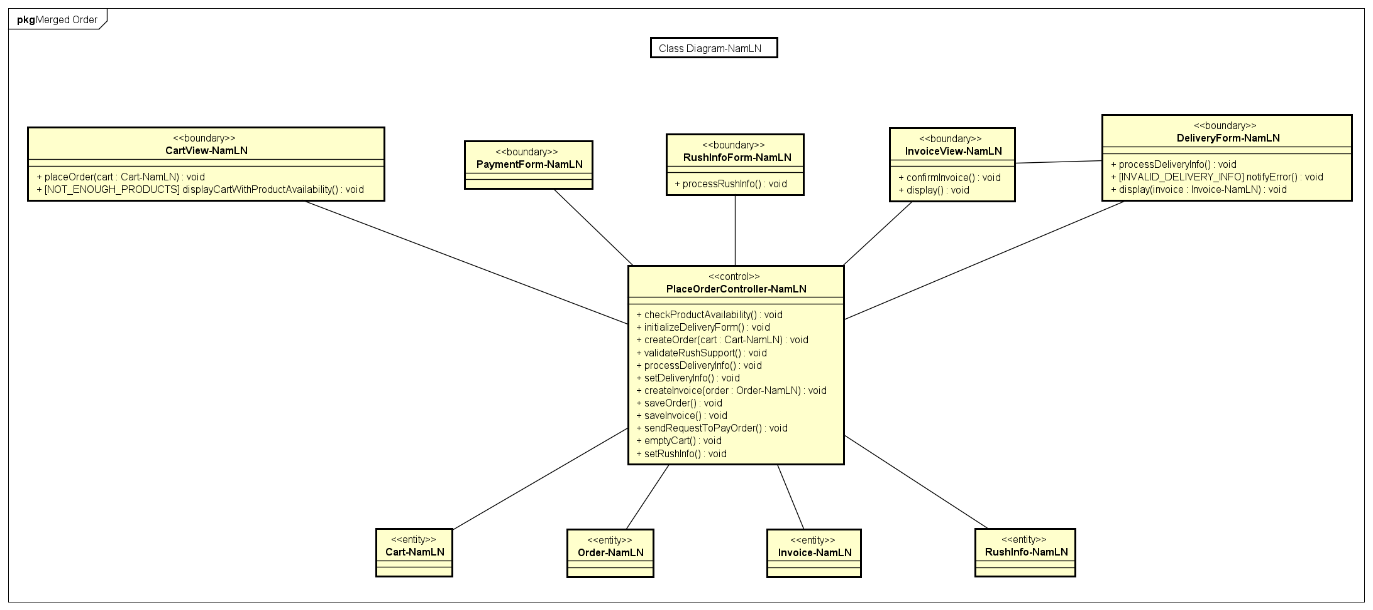 pkgMerged Order
Class Diagram-NamLN
<<boundary>>
CartView-NamLN
+ placeOrder(cart : Cart-NamLN) : void
+ [NOT_ENOUGH_PRODUCTS] displayCartWithProductAvailability() : void
<<boundary>>
PaymentForm-NamLN
<<boundary>>
RushInfoForm-NamLN
+ processRushInfo() : void
<<boundary>>
InvoiceView-NamLN
+ confirmInvoice() : void
+ display() : void
<<boundary>>
DeliveryForm-NamLN
+ processDeliveryInfo() : void
+ [INVALID_DELIVERY_INFO] notifyError() : void
+ display(invoice : Invoice-NamLN) : void
<<control>>
PlaceOrderController-NamLN
+ checkProductAvailability() : void
+ initializeDeliveryForm() : void
+ createOrder(cart : Cart-NamLN) : void
+ validateRushSupport() : void
+ processDeliveryInfo() : void
+ setDeliveryInfo() : void
+ createInvoice(order : Order-NamLN) : void
+ saveOrder() : void
+ saveInvoice() : void
+ sendRequestToPayOrder() : void
+ emptyCart() : void
+ setRushInfo() : void
<<entity>>
Cart-NamLN
<<entity>>
Order-NamLN
<<entity>>
Invoice-NamLN
<<entity>>
RushInfo-NamLN